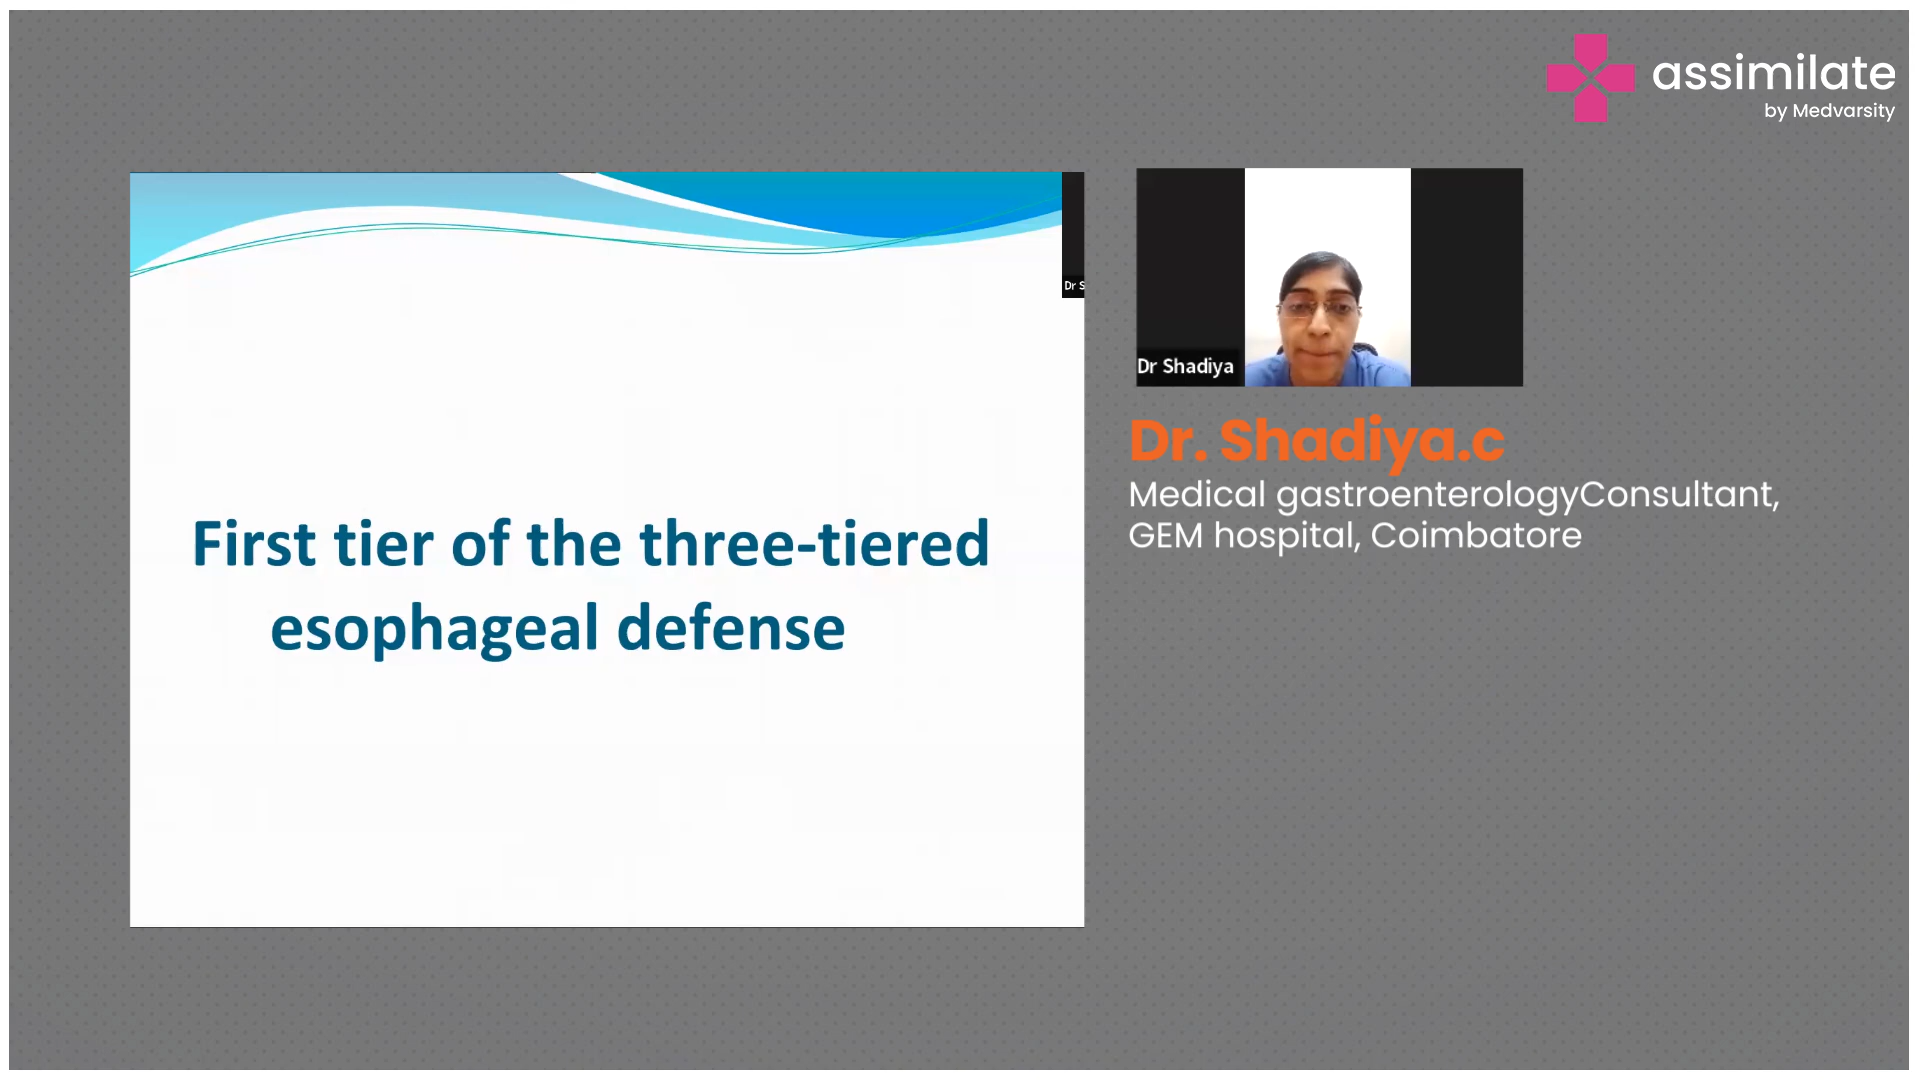 assimilate
by Medvarsity
Dr S
First tier of the three-tiered
esophageal defense
Dr Shadiya
Dr. Shadiya.c
Medical gastroenterologyConsultant,
GEM hospital, Coimbatore